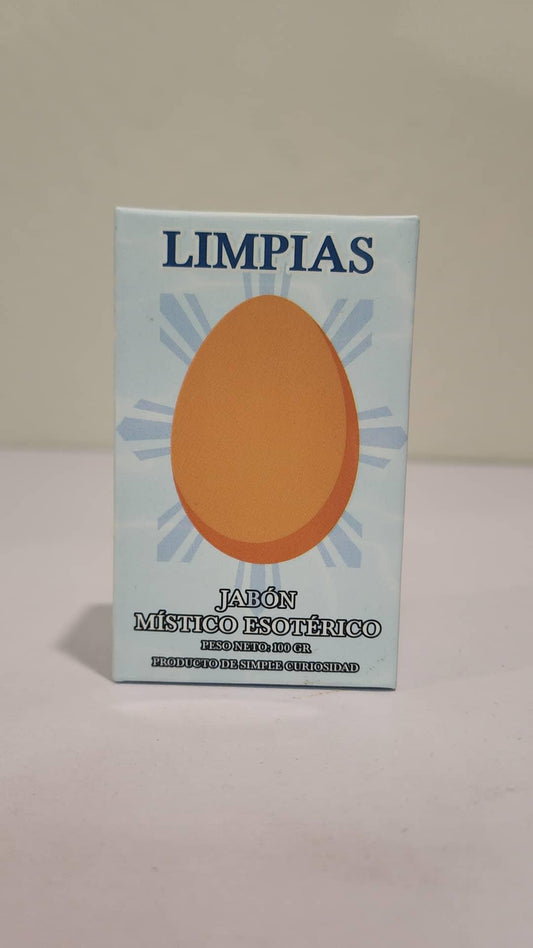 LIMPIAS
JABÓN
MÍSTICO ESOTÉRICO
PESO NETO: 100 GR
PRODUCTO DE SIMPLE CURIOSIDAD